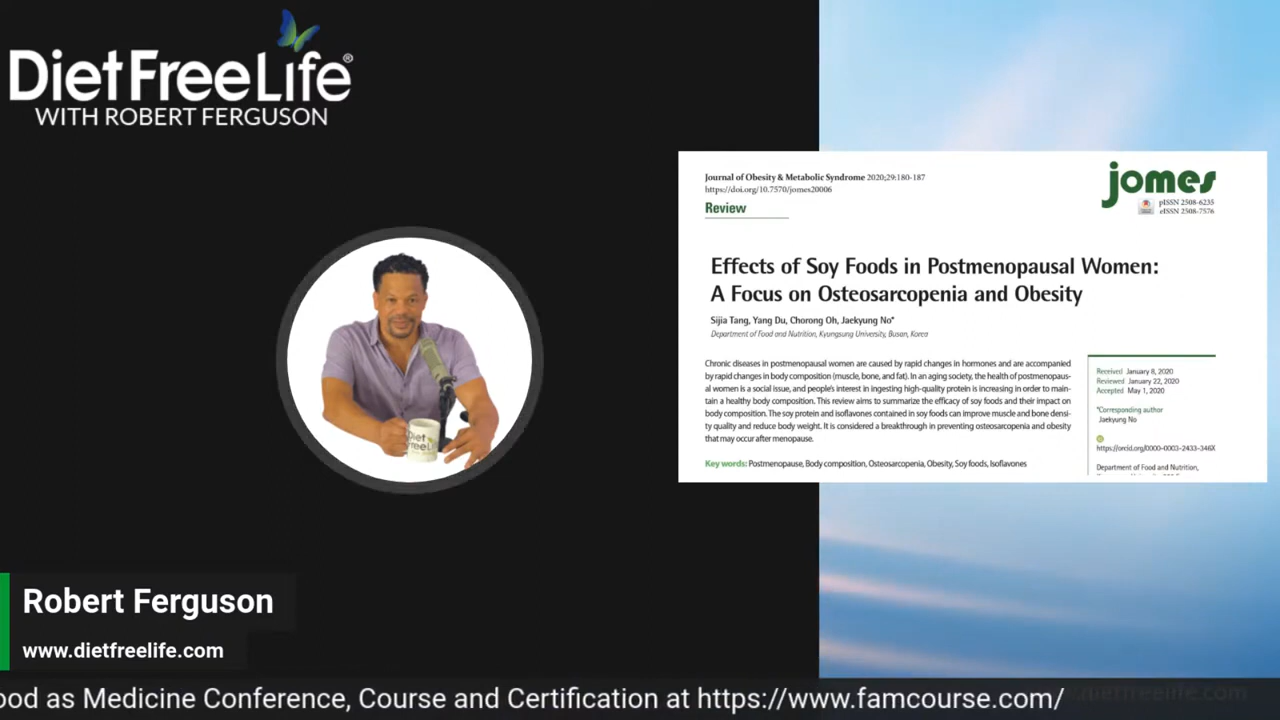 DietFreeLife®
WITH ROBERT FERGUSON
Journal of Obesity & Metabolic Syndrome 2020;29:180-187
https://doi.org/10.7570/jomes20006
Review
jomes
pISSN 2508-6235
eISSN 2508-7576
Effects of Soy Foods in Postmenopausal Women:
A Focus on Osteosarcopenia and Obesity
Sijia Tang, Yang Du, Chorong Oh, Jaekyung No*
Department of Food and Nutrition, Kyungsung University, Busan, Korea
Chronic diseases in postmenopausal women are caused by rapid changes in hormones and are accompanied
by rapid changes in body composition (muscle, bone, and fat). In an aging society, the health of postmenopaus-
al women is a social issue, and people's interest in ingesting high-quality protein is increasing in order to main-
tain a healthy body composition. This review aims to summarize the efficacy of soy foods and their impact on
body composition. The soy protein and isoflavones contained in soy foods can improve muscle and bone densi-
ty quality and reduce body weight. It is considered a breakthrough in preventing osteosarcopenia and obesity
that may occur after menopause.
Key words: Postmenopause, Body composition, Osteosarcopenia, Obesity, Soy foods, Isoflavones
Received January 8, 2020
Reviewed January 22, 2020
Accepted May 1, 2020
*Corresponding author
Jaekyung No
https://orcid.org/0000-0003-2433-346X
Department of Food and Nutrition,
Diet
FreeLife
Robert Ferguson
www.dietfreelife.com
ood as Medicine Conference, Course and Certification at https://www.famcourse.com/
www.dietfreelife.com